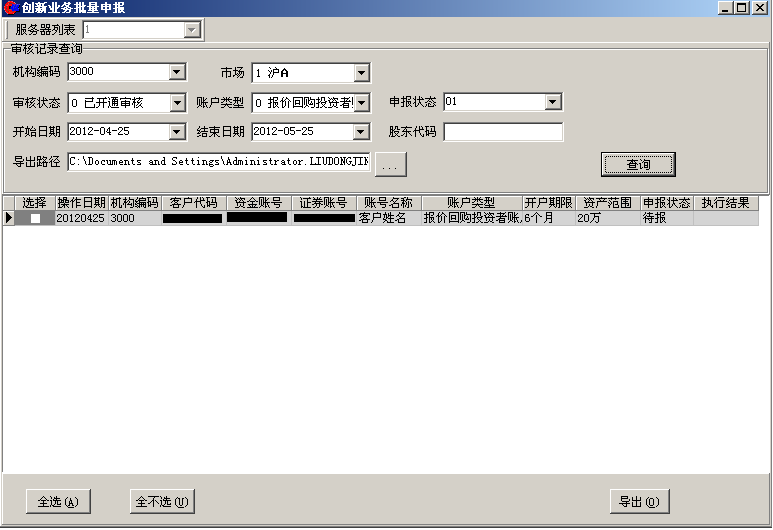 创新业务批量申报
服务器列表 1
审核记录查询
机构编码 3000 市场 1 沪A
审核状态 0 已开通审核 账户类型 0 报价回购投资者 申报状态 01
开始日期 2012-04-25 结束日期 2012-05-25 股东代码
导出路径 C:\Documents and Settings\Administrator.LIUDONGJIN ... 查询
选择 操作日期 机构编码 客户代码 资金账号 证券账号 账号名称 账户类型 开户期限 资产范围 申报状态 执行结果
20120425 3000 客户姓名 报价回购投资者账, 6个月 20万 待报
全选(A) 全不选(U) 导出(O)